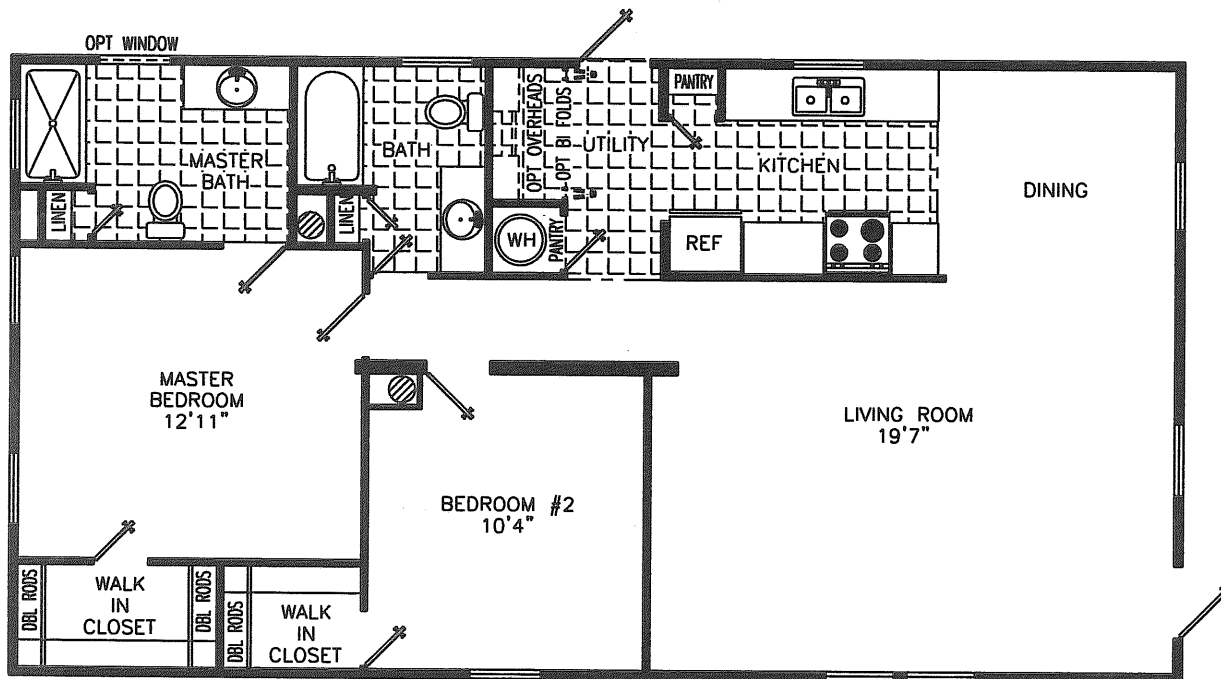 OPT WINDOW
MASTER
BATH
LINEN
BATH
LINEN
OPT OVERHEADS
OPT BI FOLDS
UTILITY
PANTRY
KITCHEN
DINING
WH
PANTRY
REF
MASTER
BEDROOM
12'11"
LIVING ROOM
19'7"
BEDROOM #2
10'4"
DBL RODS
WALK
IN
CLOSET
DBL RODS
DBL RODS
WALK
IN
CLOSET